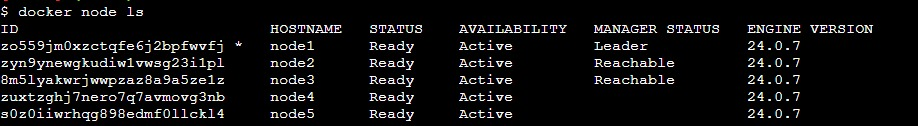 $ docker node ls
ID                            HOSTNAME   STATUS    AVAILABILITY   MANAGER STATUS   ENGINE VERSION
zo559jm0xzctqfe6j2bpfwvfj *   node1      Ready     Active         Leader           24.0.7
zyn9ynewgkudiw1vwsg23i1pl     node2      Ready     Active         Reachable        24.0.7
8m5lyakwrjwwpzaz8a9a5ze1z     node3      Ready     Active         Reachable        24.0.7
zuxtzghj7nero7q7avmovg3nb     node4      Ready     Active                          24.0.7
s0z0iiwrhqg898edmf0llckl4     node5      Ready     Active                          24.0.7